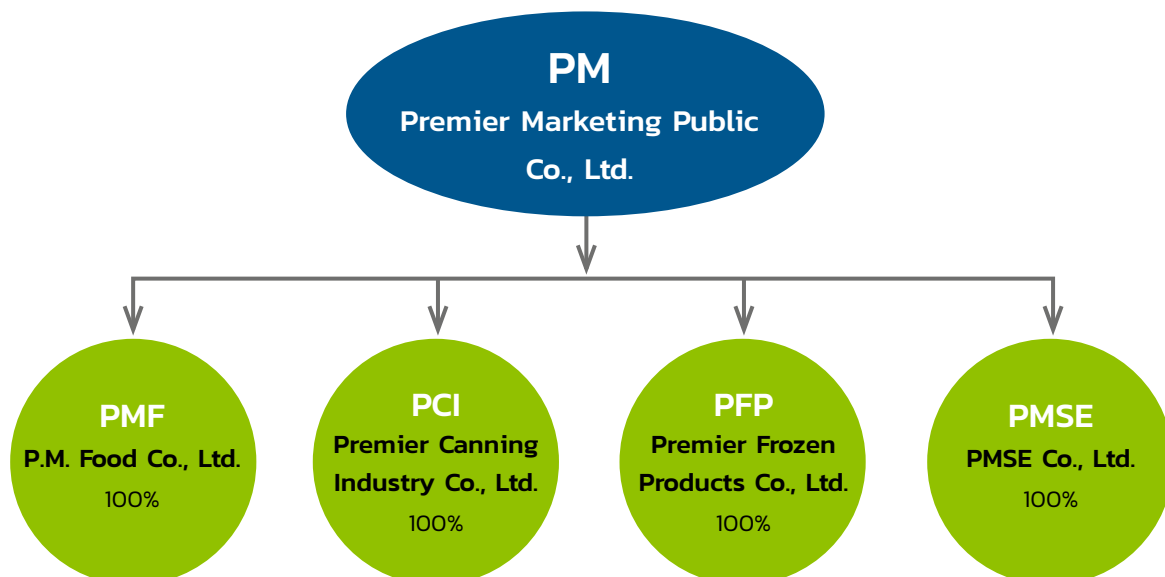 PM
Premier Marketing Public
Co., Ltd.
PMF
P.M. Food Co., Ltd.
100%
PCI
Premier Canning
Industry Co., Ltd.
100%
PFP
Premier Frozen
Products Co., Ltd.
100%
PMSE
PMSE Co., Ltd.
100%